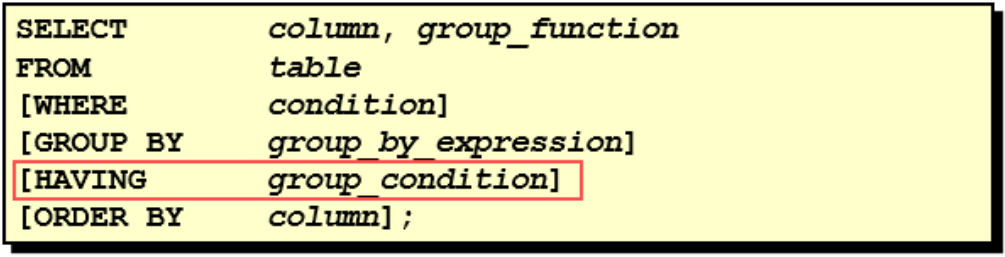 SELECT column, group_function
FROM table
[WHERE condition]
[GROUP BY group_by_expression]
[HAVING group_condition]
[ORDER BY column];